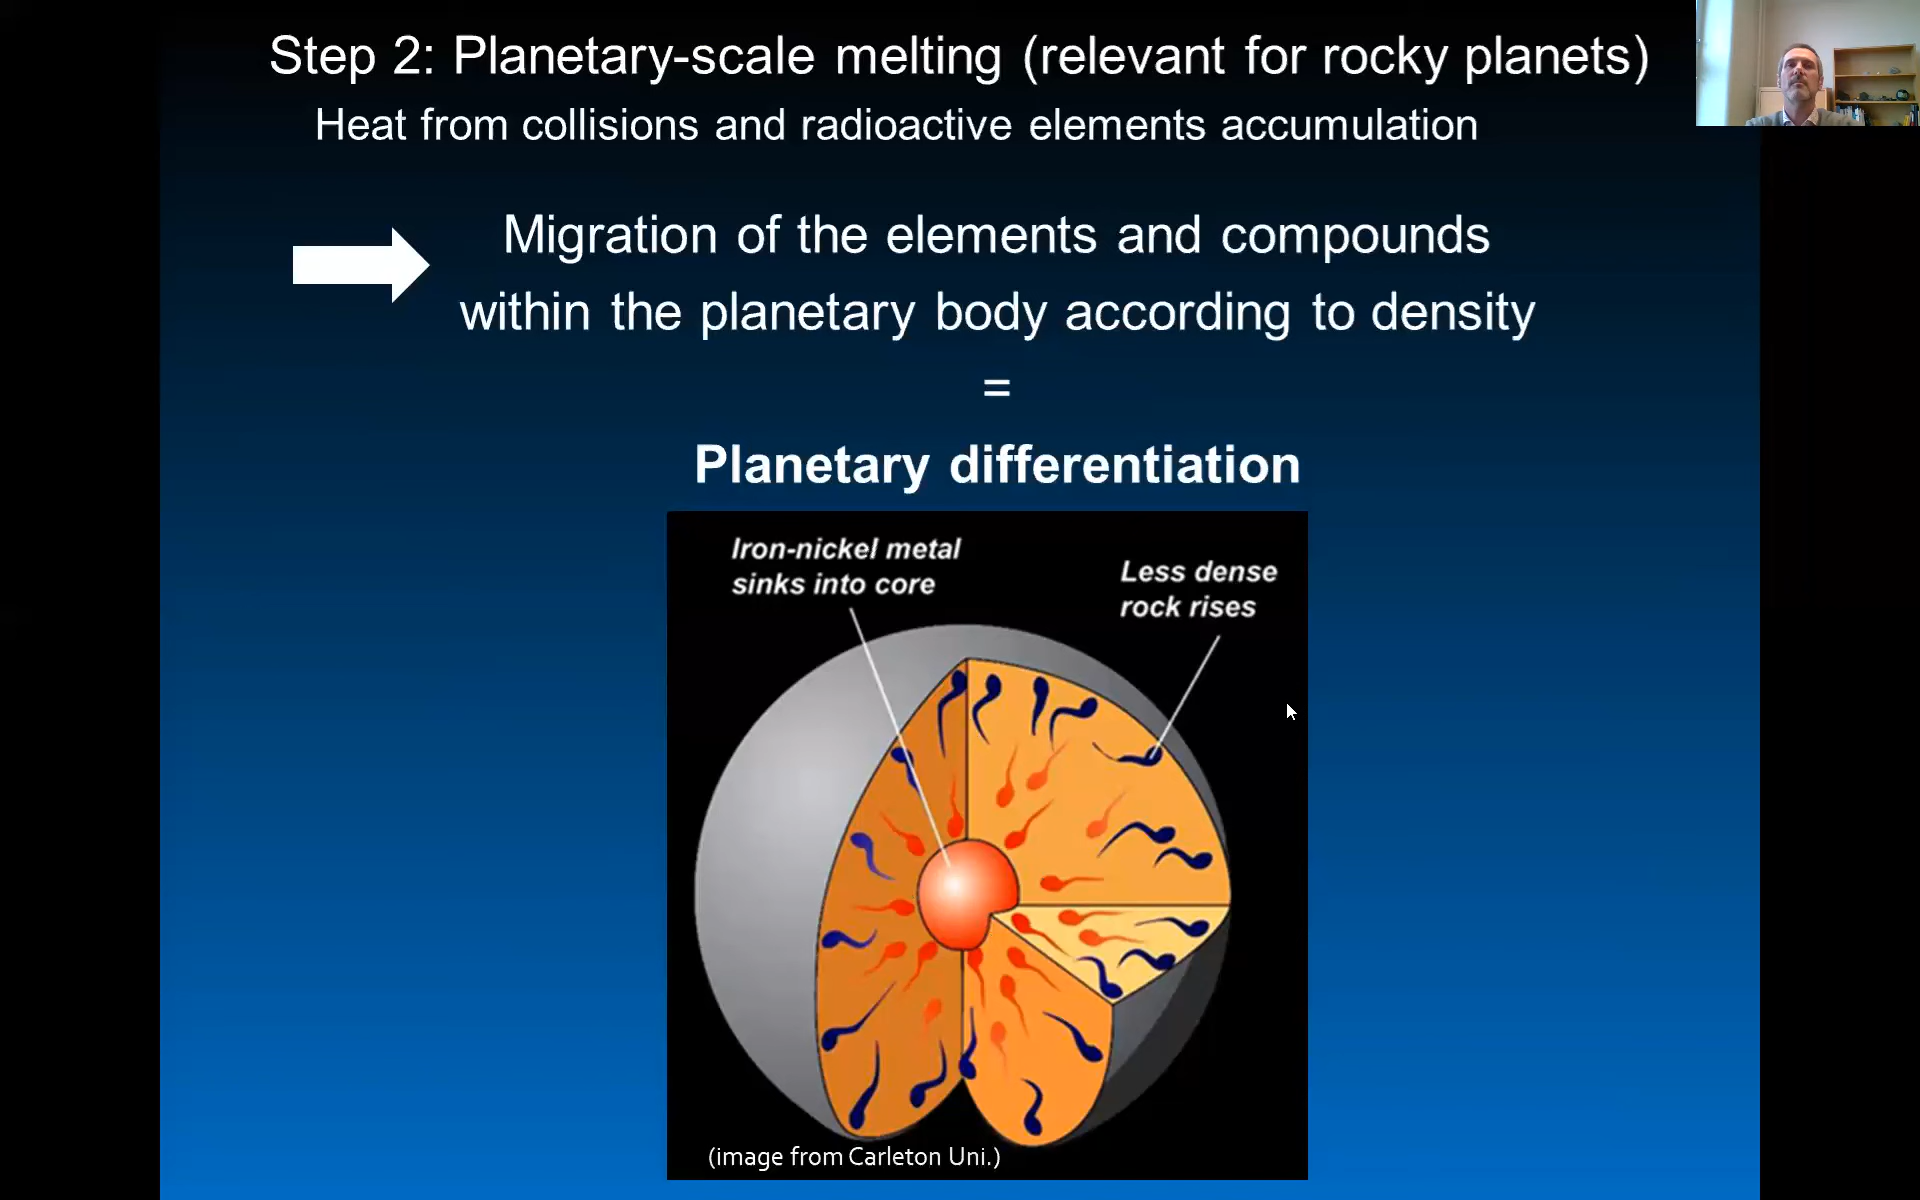 Step 2: Planetary-scale melting (relevant for rocky planets)
Heat from collisions and radioactive elements accumulation
Migration of the elements and compounds
within the planetary body according to density
=
Planetary differentiation
Iron-nickel metal
sinks into core
Less dense
rock rises
(image from Carleton Uni.)